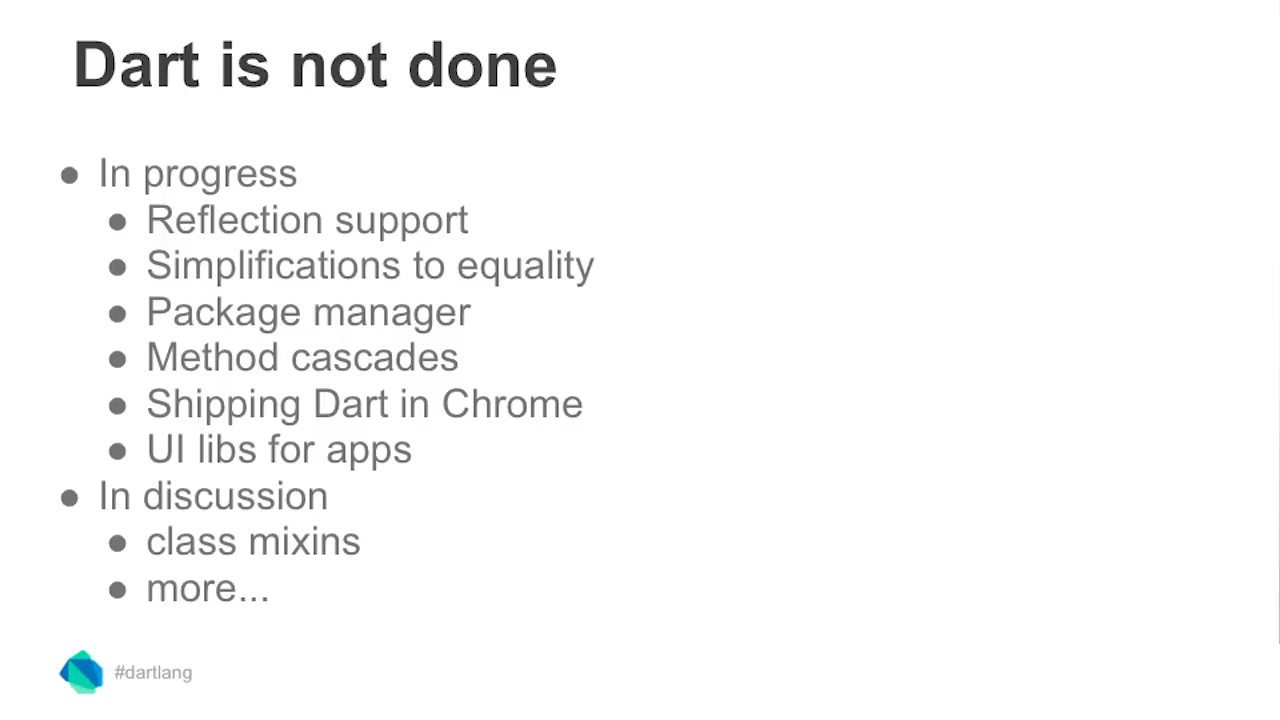 Dart is not done
● In progress
● Reflection support
● Simplifications to equality
● Package manager
● Method cascades
● Shipping Dart in Chrome
● UI libs for apps
● In discussion
● class mixins
● more...
#dartlang